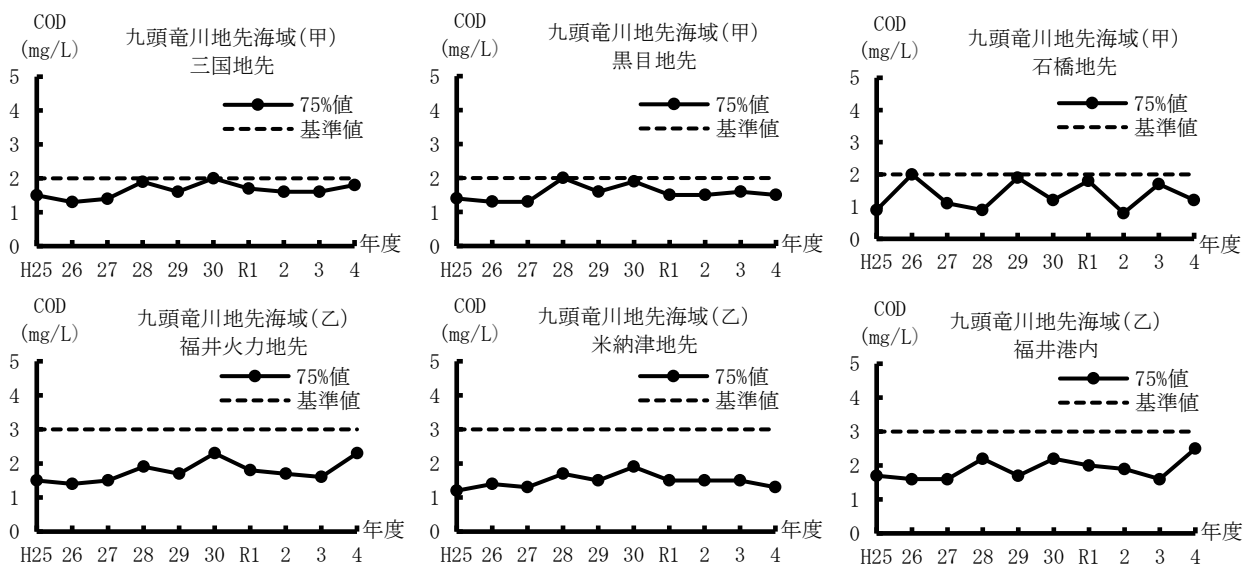 COD
(mg/L)
九頭竜川地先海域(甲)
三国地先
75%値
基準値
5
4
3
2
1
0
H25 26 27 28 29 30 R1 2 3 4
年度
COD
(mg/L)
九頭竜川地先海域(甲)
黒目地先
75%値
基準値
5
4
3
2
1
0
H25 26 27 28 29 30 R1 2 3 4
年度
COD
(mg/L)
九頭竜川地先海域(甲)
石橋地先
75%値
基準値
5
4
3
2
1
0
H25 26 27 28 29 30 R1 2 3 4
年度
COD
(mg/L)
九頭竜川地先海域(乙)
福井火力地先
75%値
基準値
5
4
3
2
1
0
H25 26 27 28 29 30 R1 2 3 4
年度
COD
(mg/L)
九頭竜川地先海域(乙)
米納津地先
75%値
基準値
5
4
3
2
1
0
H25 26 27 28 29 30 R1 2 3 4
年度
COD
(mg/L)
九頭竜川地先海域(乙)
福井港内
75%値
基準値
5
4
3
2
1
0
H25 26 27 28 29 30 R1 2 3 4
年度